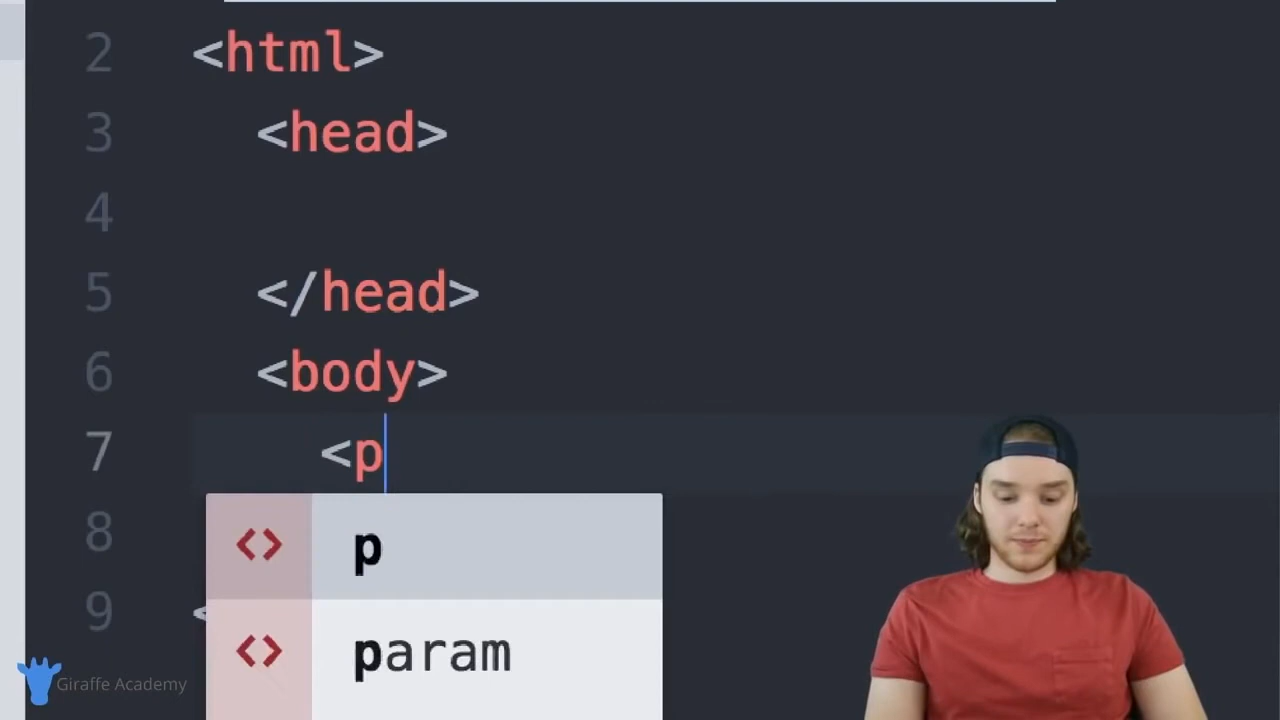 2 <html>
3 <head>
4
5 </head>
6 <body>
7 <p
8 <> p
9 <
<> param
Giraffe Academy